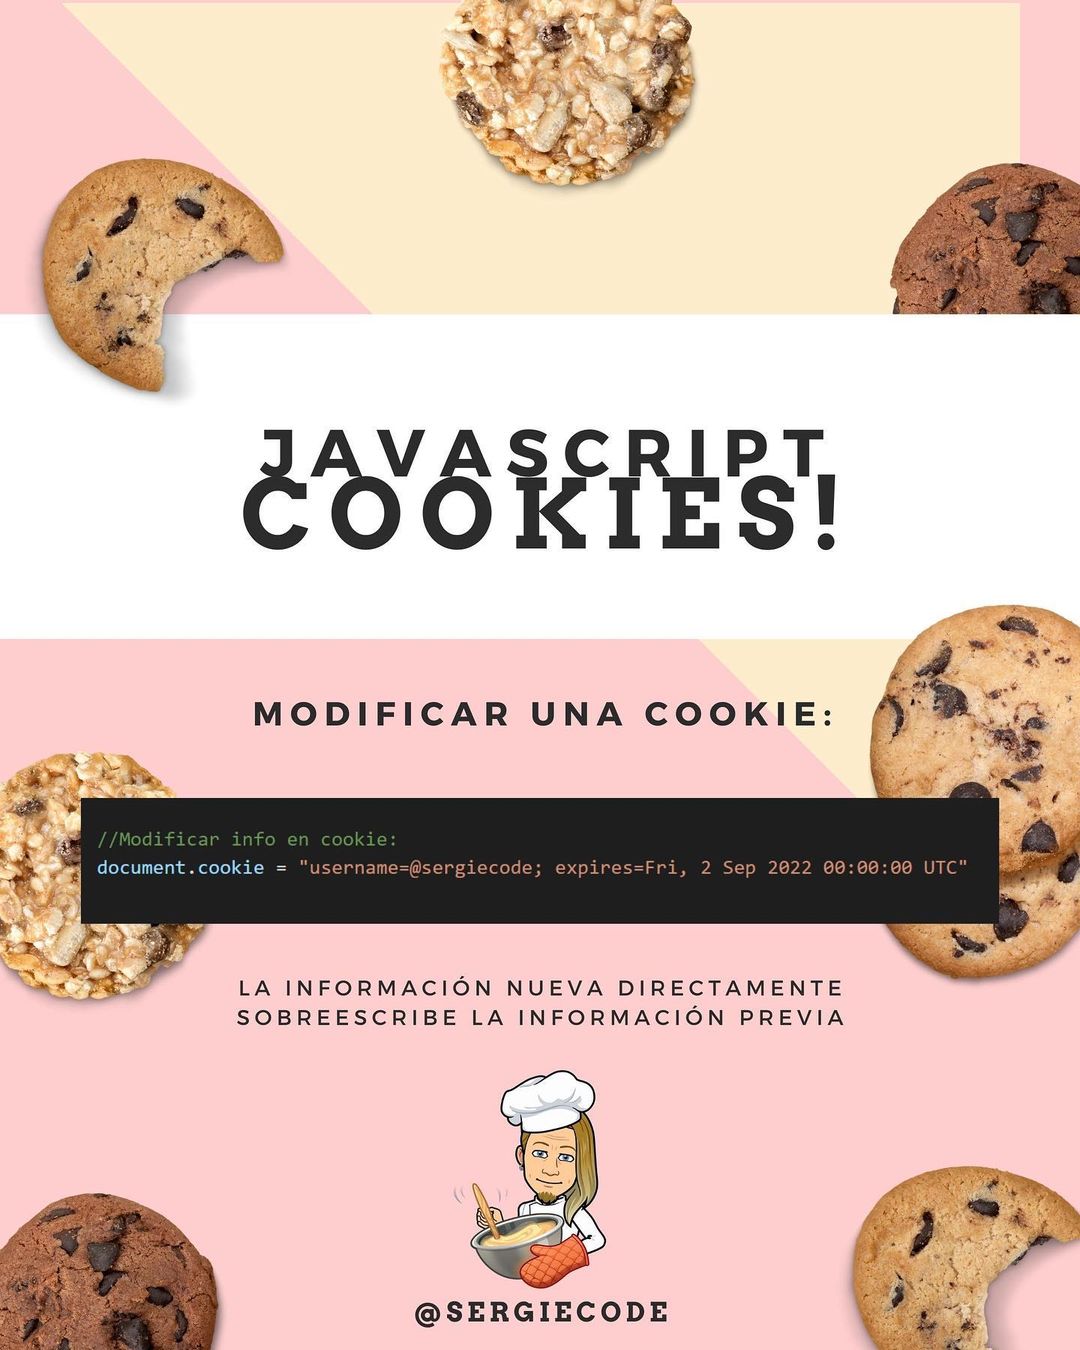 JAVASCRIPT
COOKIES!
MODIFICAR UNA COOKIE:
//Modificar info en cookie:
document.cookie = "username=@sergiecode; expires=Fri, 2 Sep 2022 00:00:00 UTC"
LA INFORMACIÓN NUEVA DIRECTAMENTE
SOBREESCRIBE LA INFORMACIÓN PREVIA
@SERGIECODE